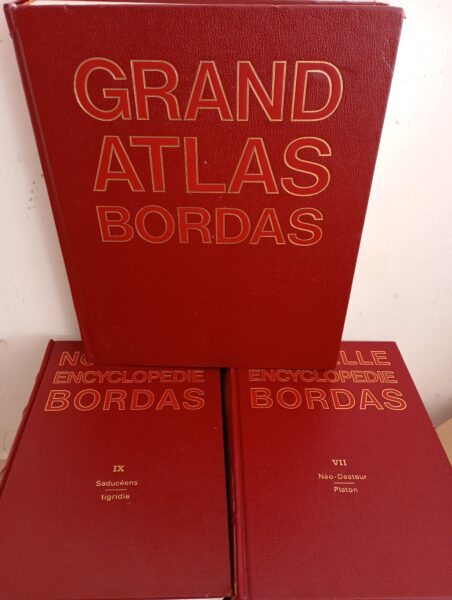 GRAND
ATLAS
BORDAS
ENCYCLOPEDIE
BORDAS
IX
Saducéens
tigridie
ENCYCLOPEDIE
BORDAS
VII
Néo-Destour
Platon